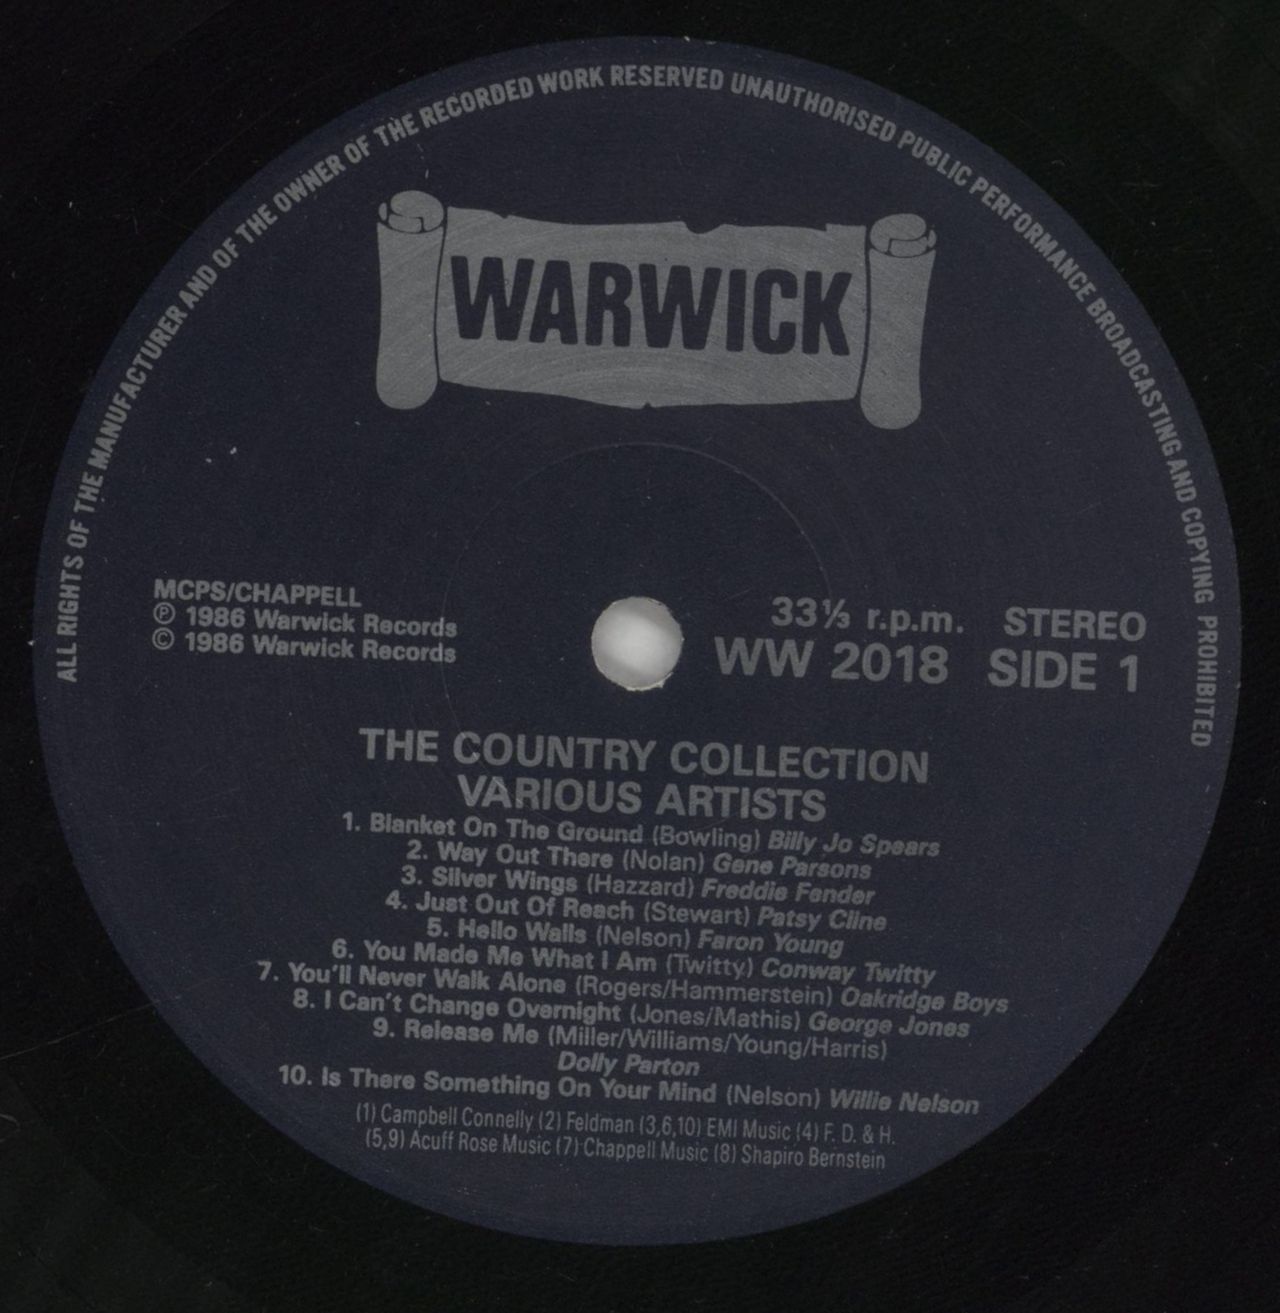 ALL RIGHTS OF THE MANUFACTURER AND OF THE OWNER OF THE RECORDED WORK RESERVED UNAUTHORISED PUBLIC PERFORMANCE BROADCASTING AND COPYING PROHIBITED
WARWICK
MCPS/CHAPPELL
℗ 1986 Warwick Records
© 1986 Warwick Records
33⅓ r.p.m. STEREO
WW 2018 SIDE 1
THE COUNTRY COLLECTION
VARIOUS ARTISTS
1. Blanket On The Ground (Bowling) Billy Jo Spears
2. Way Out There (Nolan) Gene Parsons
3. Silver Wings (Hazzard) Freddie Fender
4. Just Out Of Reach (Stewart) Patsy Cline
5. Hello Walls (Nelson) Faron Young
6. You Made Me What I Am (Twitty) Conway Twitty
7. You'll Never Walk Alone (Rogers/Hammerstein) Oakridge Boys
8. I Can't Change Overnight (Jones/Mathis) George Jones
9. Release Me (Miller/Williams/Young/Harris)
Dolly Parton
10. Is There Something On Your Mind (Nelson) Willie Nelson
(1) Campbell Connelly (2) Feldman (3,6,10) EMI Music (4) F. D. & H.
(5,9) Acuff Rose Music (7) Chappell Music (8) Shapiro Bernstein